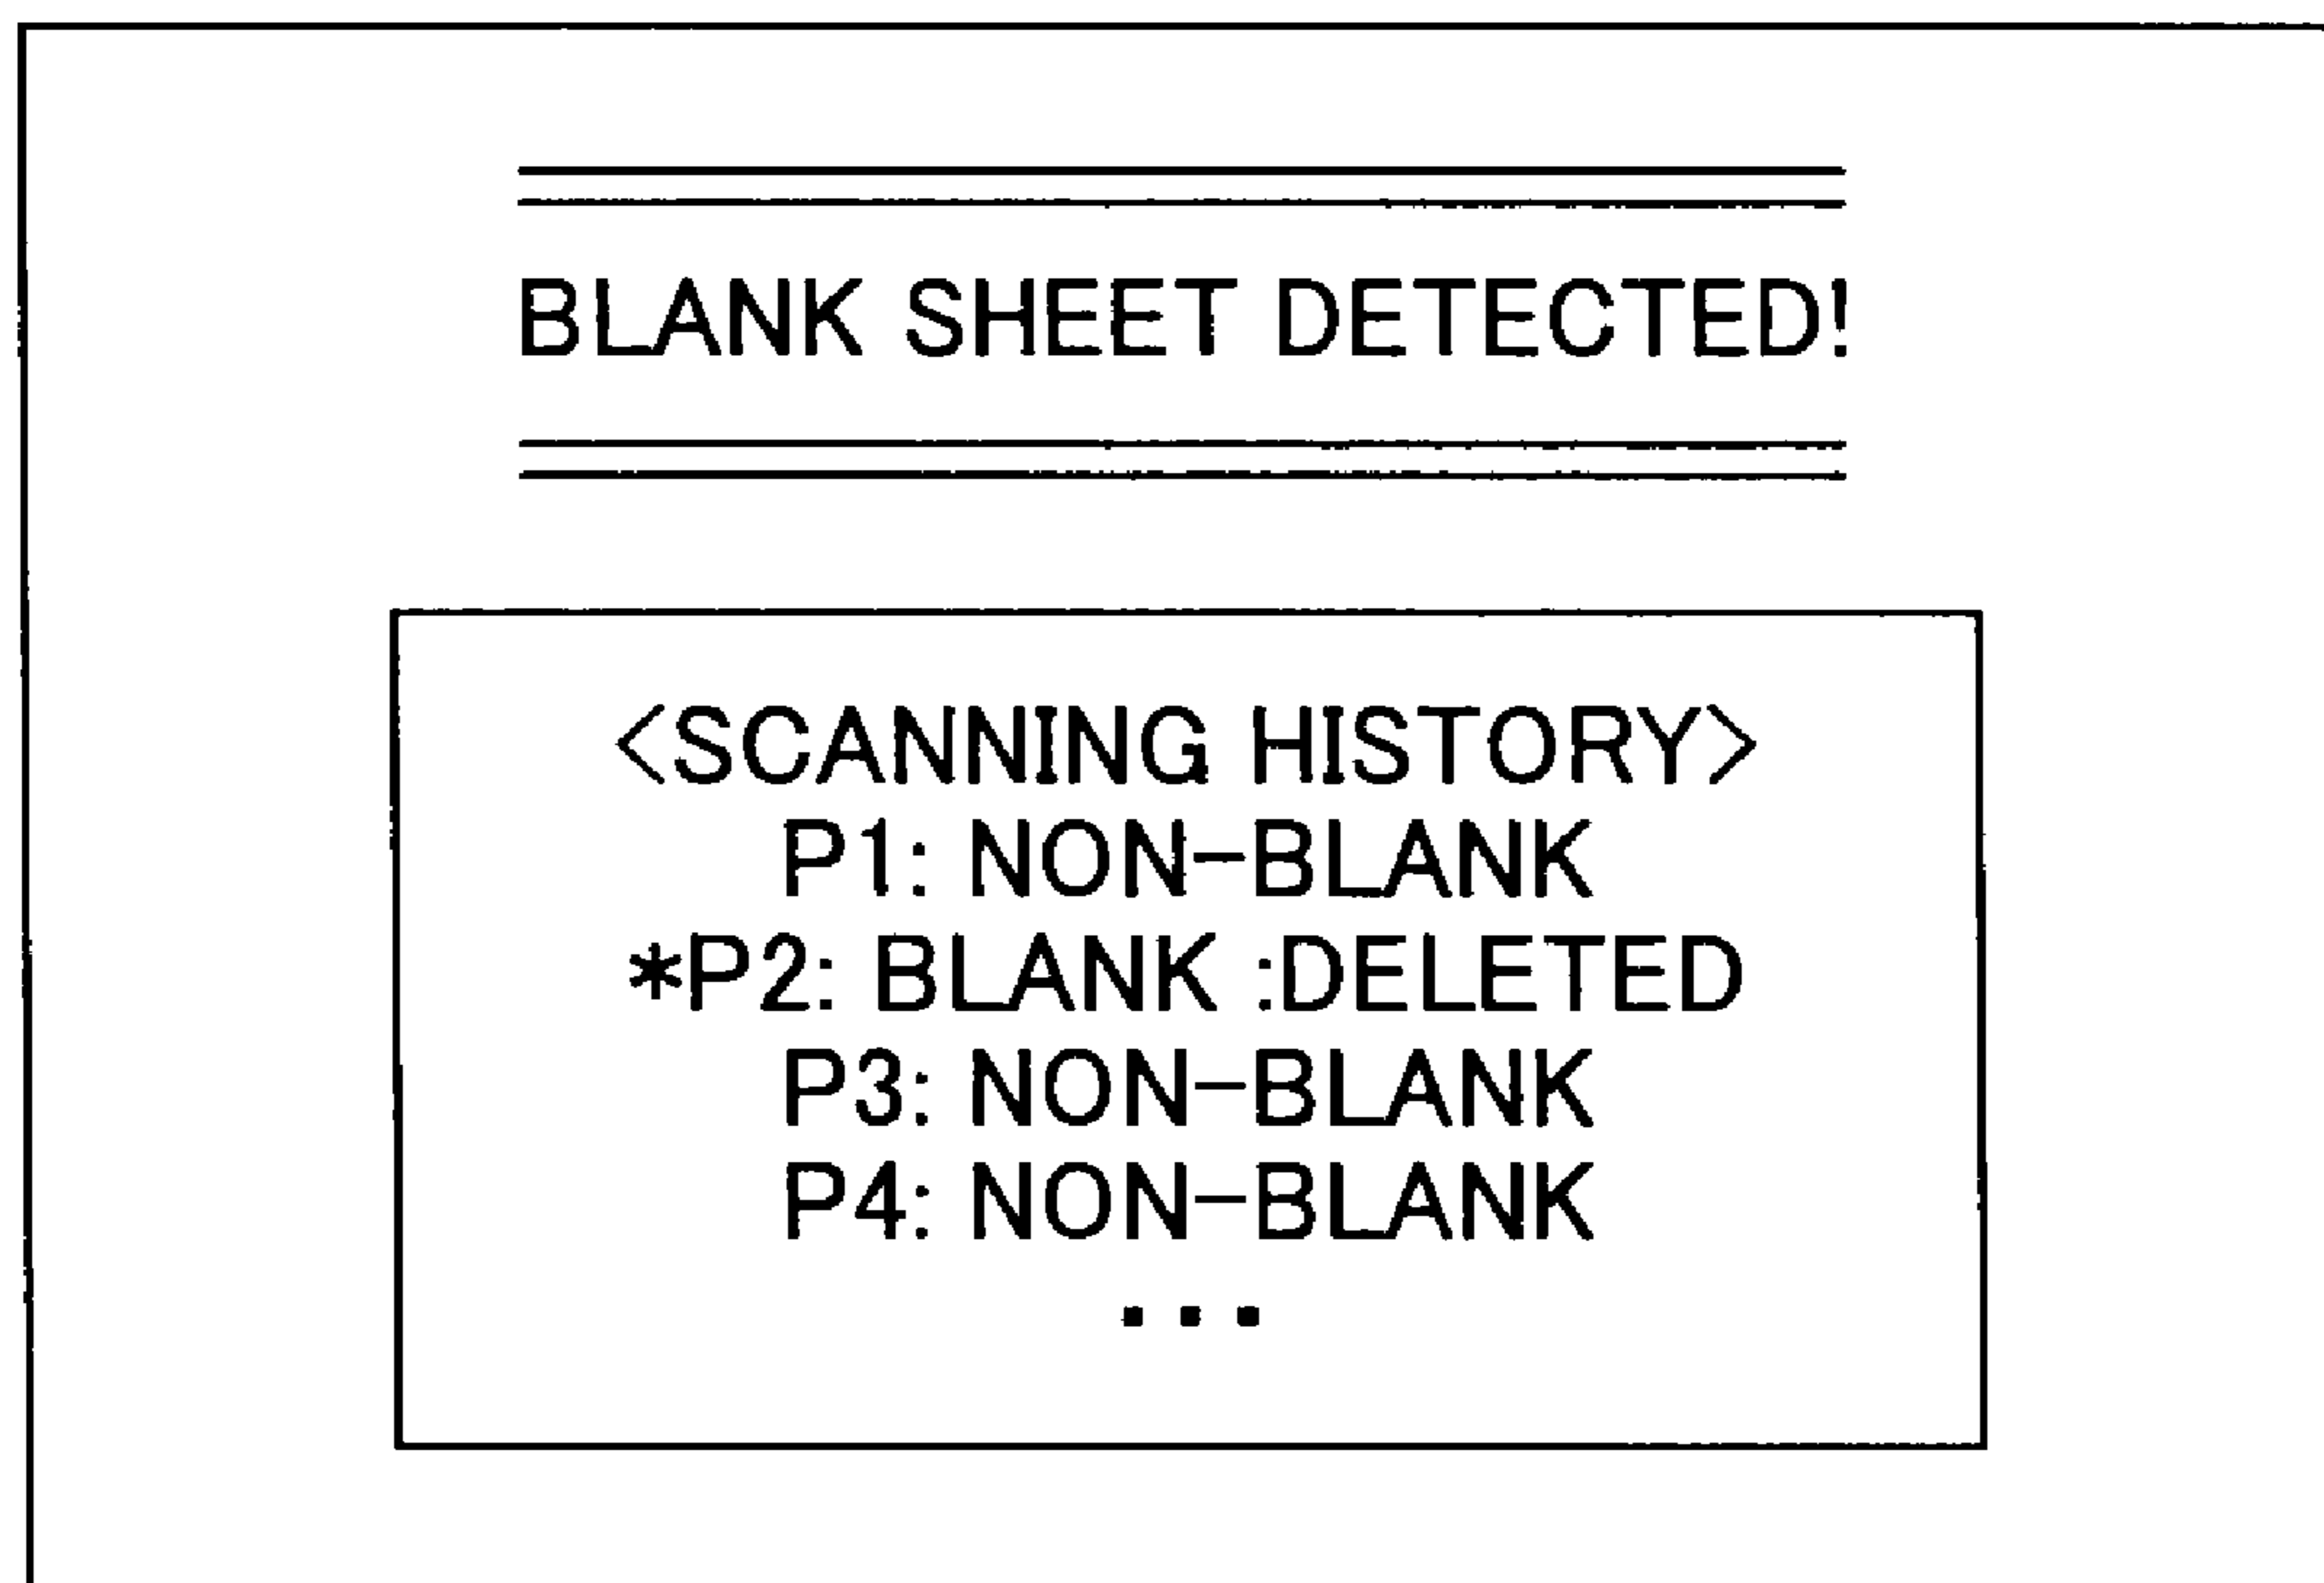 BLANK SHEET DETECTED!
<SCANNING HISTORY>
P1: NON-BLANK
*P2: BLANK :DELETED
P3: NON-BLANK
P4: NON-BLANK
...